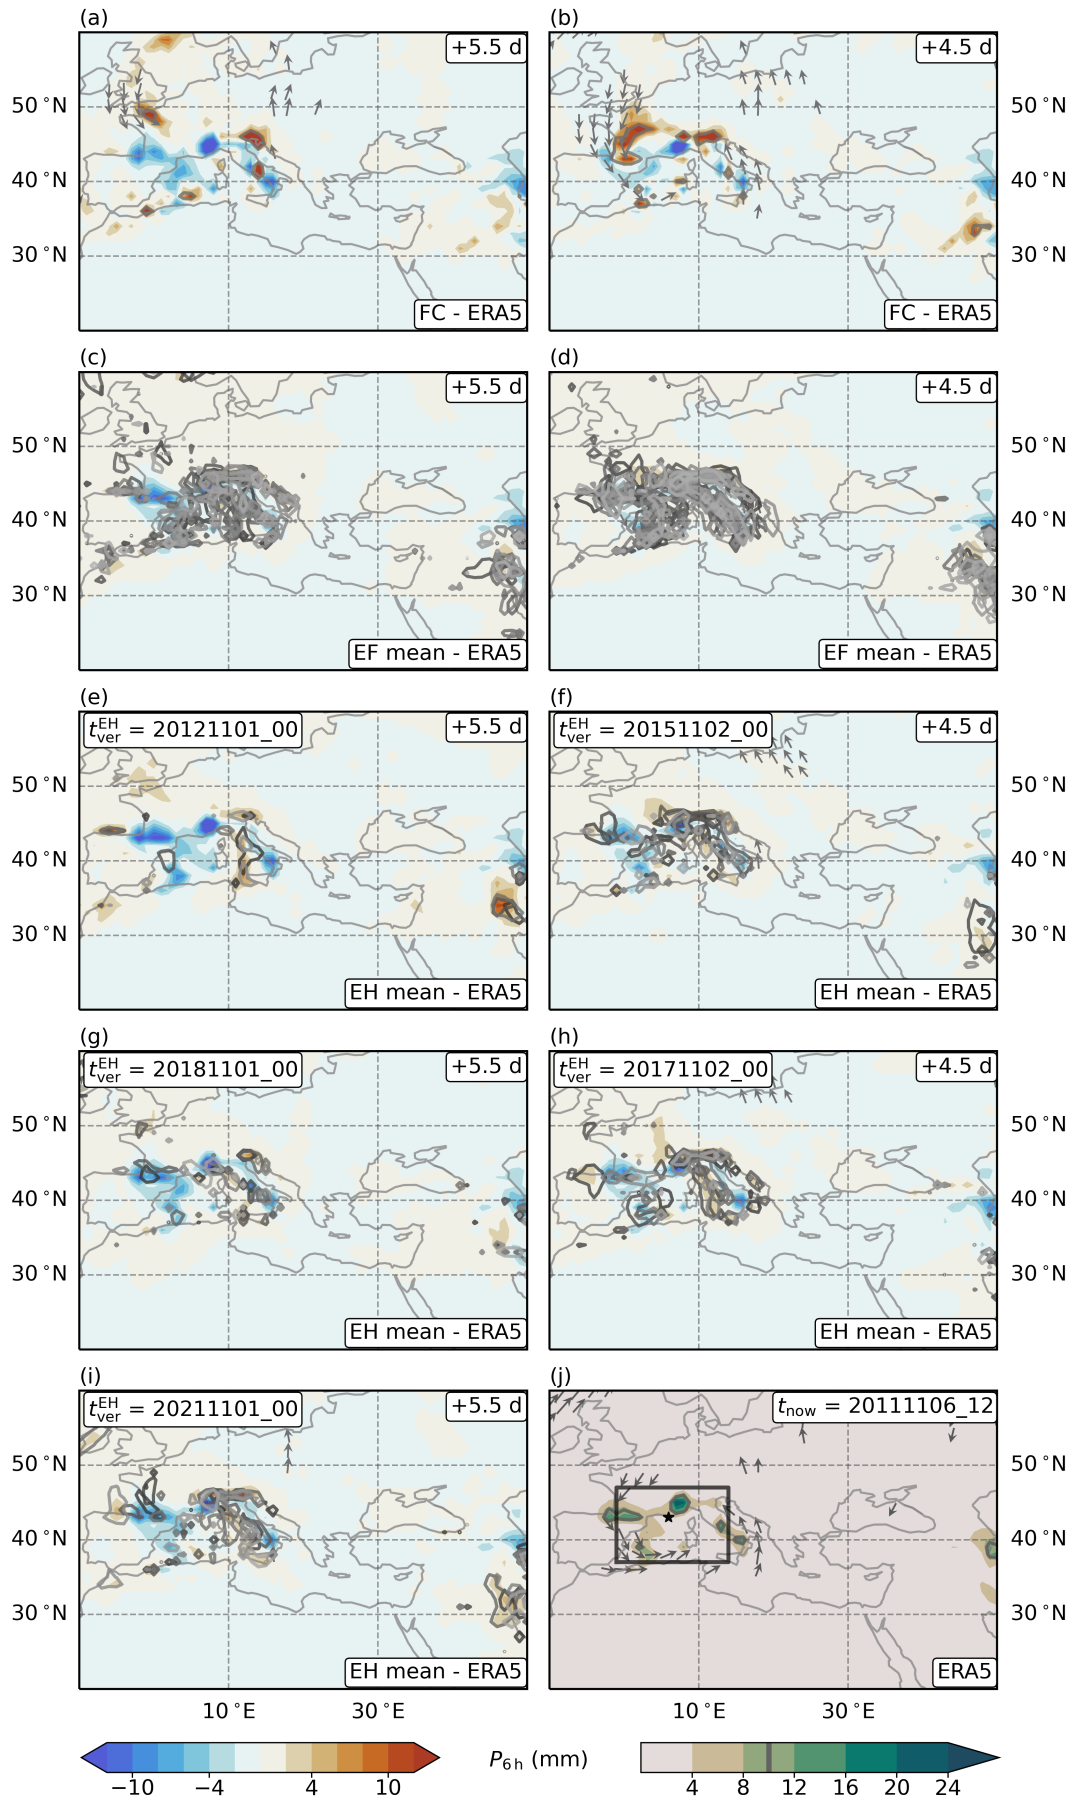 (a)
(b)
+5.5 d
+4.5 d
50°N
50°N
40°N
40°N
30°N
30°N
FC - ERA5
FC - ERA5
(c)
(d)
+5.5 d
+4.5 d
50°N
50°N
40°N
40°N
30°N
30°N
EF mean - ERA5
EF mean - ERA5
(e)
(f)
t_ver^EH = 20121101_00
+5.5 d
t_ver^EH = 20151102_00
+4.5 d
50°N
50°N
40°N
40°N
30°N
30°N
EH mean - ERA5
EH mean - ERA5
(g)
(h)
t_ver^EH = 20181101_00
+5.5 d
t_ver^EH = 20171102_00
+4.5 d
50°N
50°N
40°N
40°N
30°N
30°N
EH mean - ERA5
EH mean - ERA5
(i)
(j)
t_ver^EH = 20211101_00
+5.5 d
t_now = 20111106_12
50°N
50°N
40°N
40°N
30°N
30°N
EH mean - ERA5
ERA5
10°E
30°E
10°E
30°E
P_6h (mm)
−10
−4
4
10
4
8
12
16
20
24